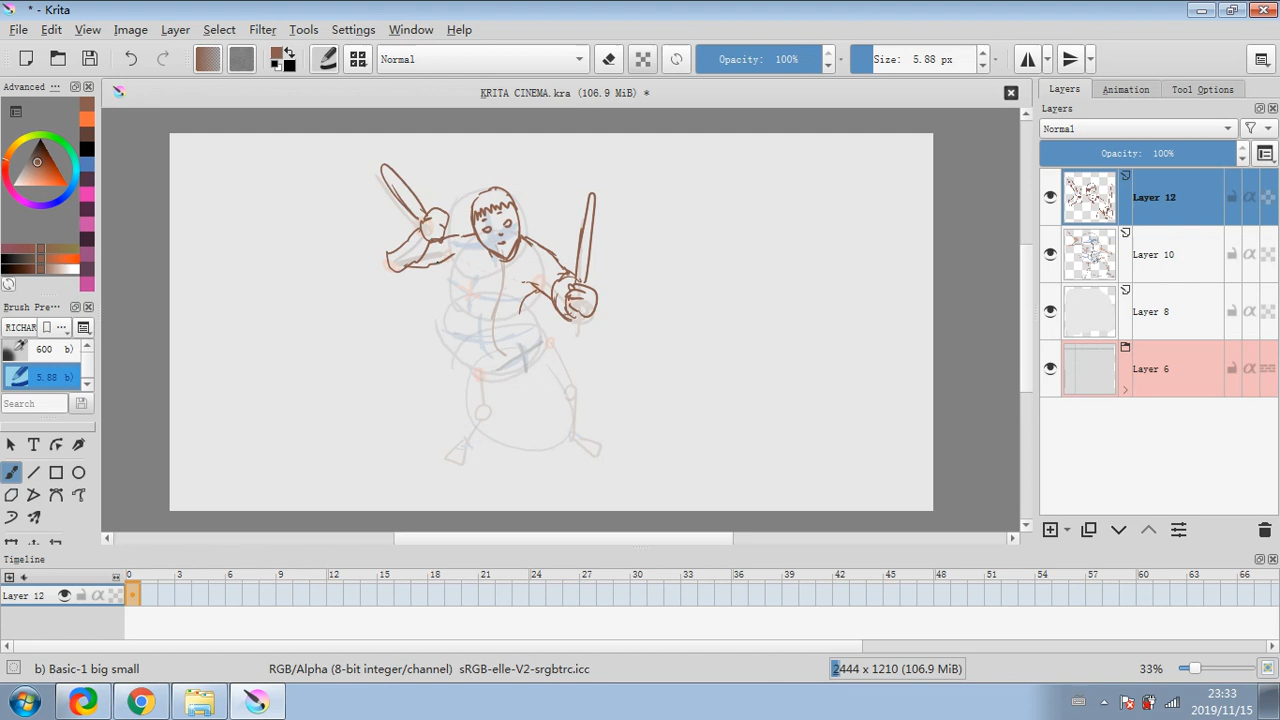 * - Krita
File Edit View Image Layer Select Filter Tools Settings Window Help
Normal Opacity: 100% Size: 5.88 px
Advanced ···
KRITA CINEMA.kra (106.9 MiB) *
Layers Animation Tool Options
Layers
Normal
Opacity: 100%
Layer 12
Layer 10
Layer 8
Layer 6
Brush Pre···
RICHAR
600 b)
5.88 b)
Search
Timeline
0 3 6 9 12 15 18 21 24 27 30 33 36 39 42 45 48 51 54 57 60 63 66
Layer 12
b) Basic-1 big small RGB/Alpha (8-bit integer/channel) sRGB-elle-V2-srgbtrc.icc 2444 x 1210 (106.9 MiB) 33%
23:33
2019/11/15